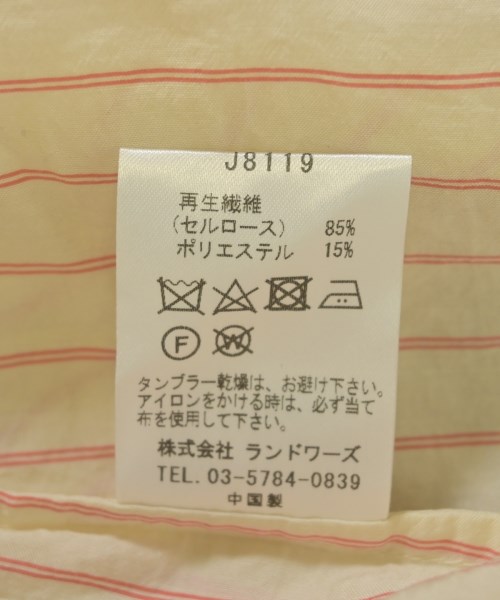 J8119
再生繊維
(セルロース) 85%
ポリエステル 15%
F W
タンブラー乾燥は、お避け下さい。
アイロンをかける時は、必ず当て
布を使用して下さい。
株式会社 ランドワーズ
TEL. 03-5784-0839
中国製